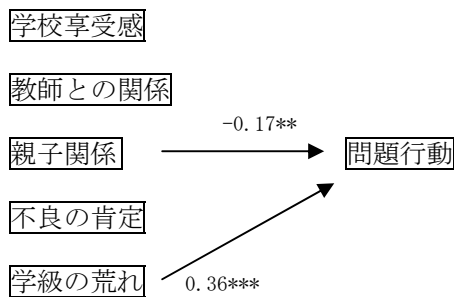 学校享受感
教師との関係
-0.17**
親子関係
問題行動
不良の肯定
学級の荒れ
0.36***